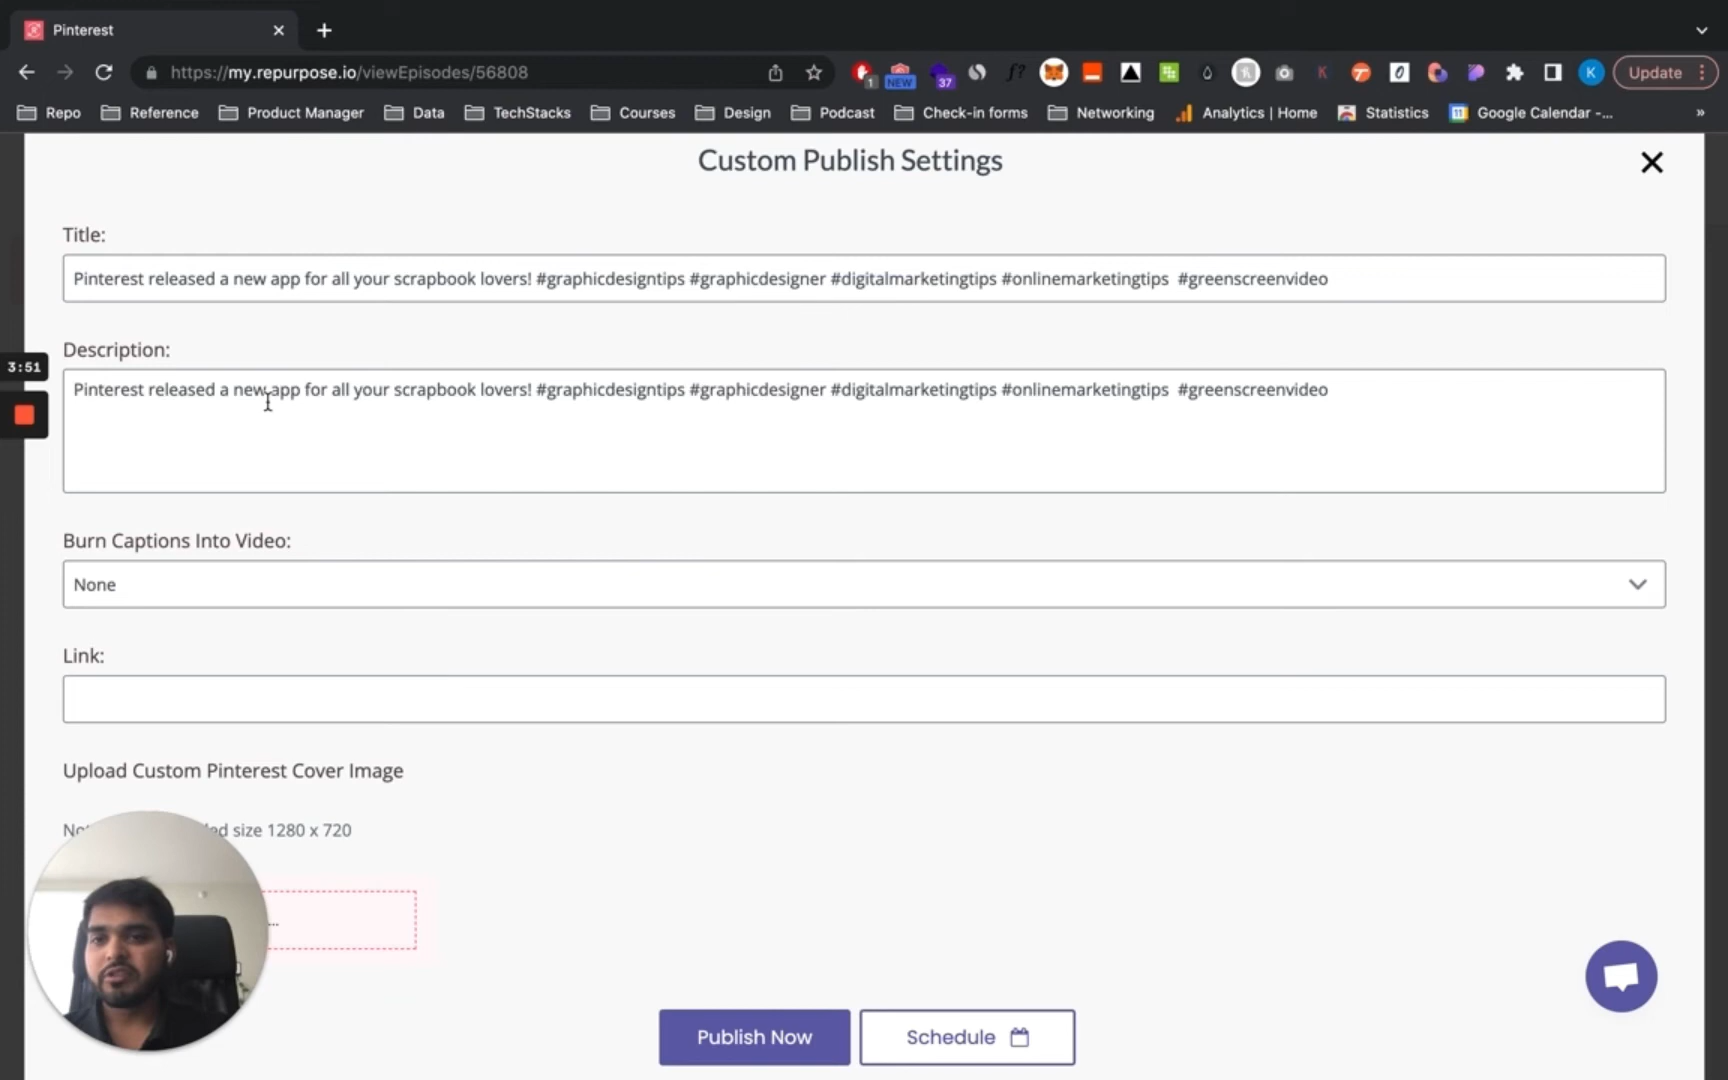 Pinterest
https://my.repurpose.io/viewEpisodes/56808
1
NEW
37
f?
K
K
Update
Repo
Reference
Product Manager
Data
TechStacks
Courses
Design
Podcast
Check-in forms
Networking
Analytics | Home
Statistics
Google Calendar -...
»
Custom Publish Settings
Title:
Pinterest released a new app for all your scrapbook lovers! #graphicdesigntips #graphicdesigner #digitalmarketingtips #onlinemarketingtips #greenscreenvideo
Description:
3:51
Pinterest released a new app for all your scrapbook lovers! #graphicdesigntips #graphicdesigner #digitalmarketingtips #onlinemarketingtips #greenscreenvideo
Burn Captions Into Video:
None
Link:
Upload Custom Pinterest Cover Image
size 1280 x 720
...
Publish Now
Schedule